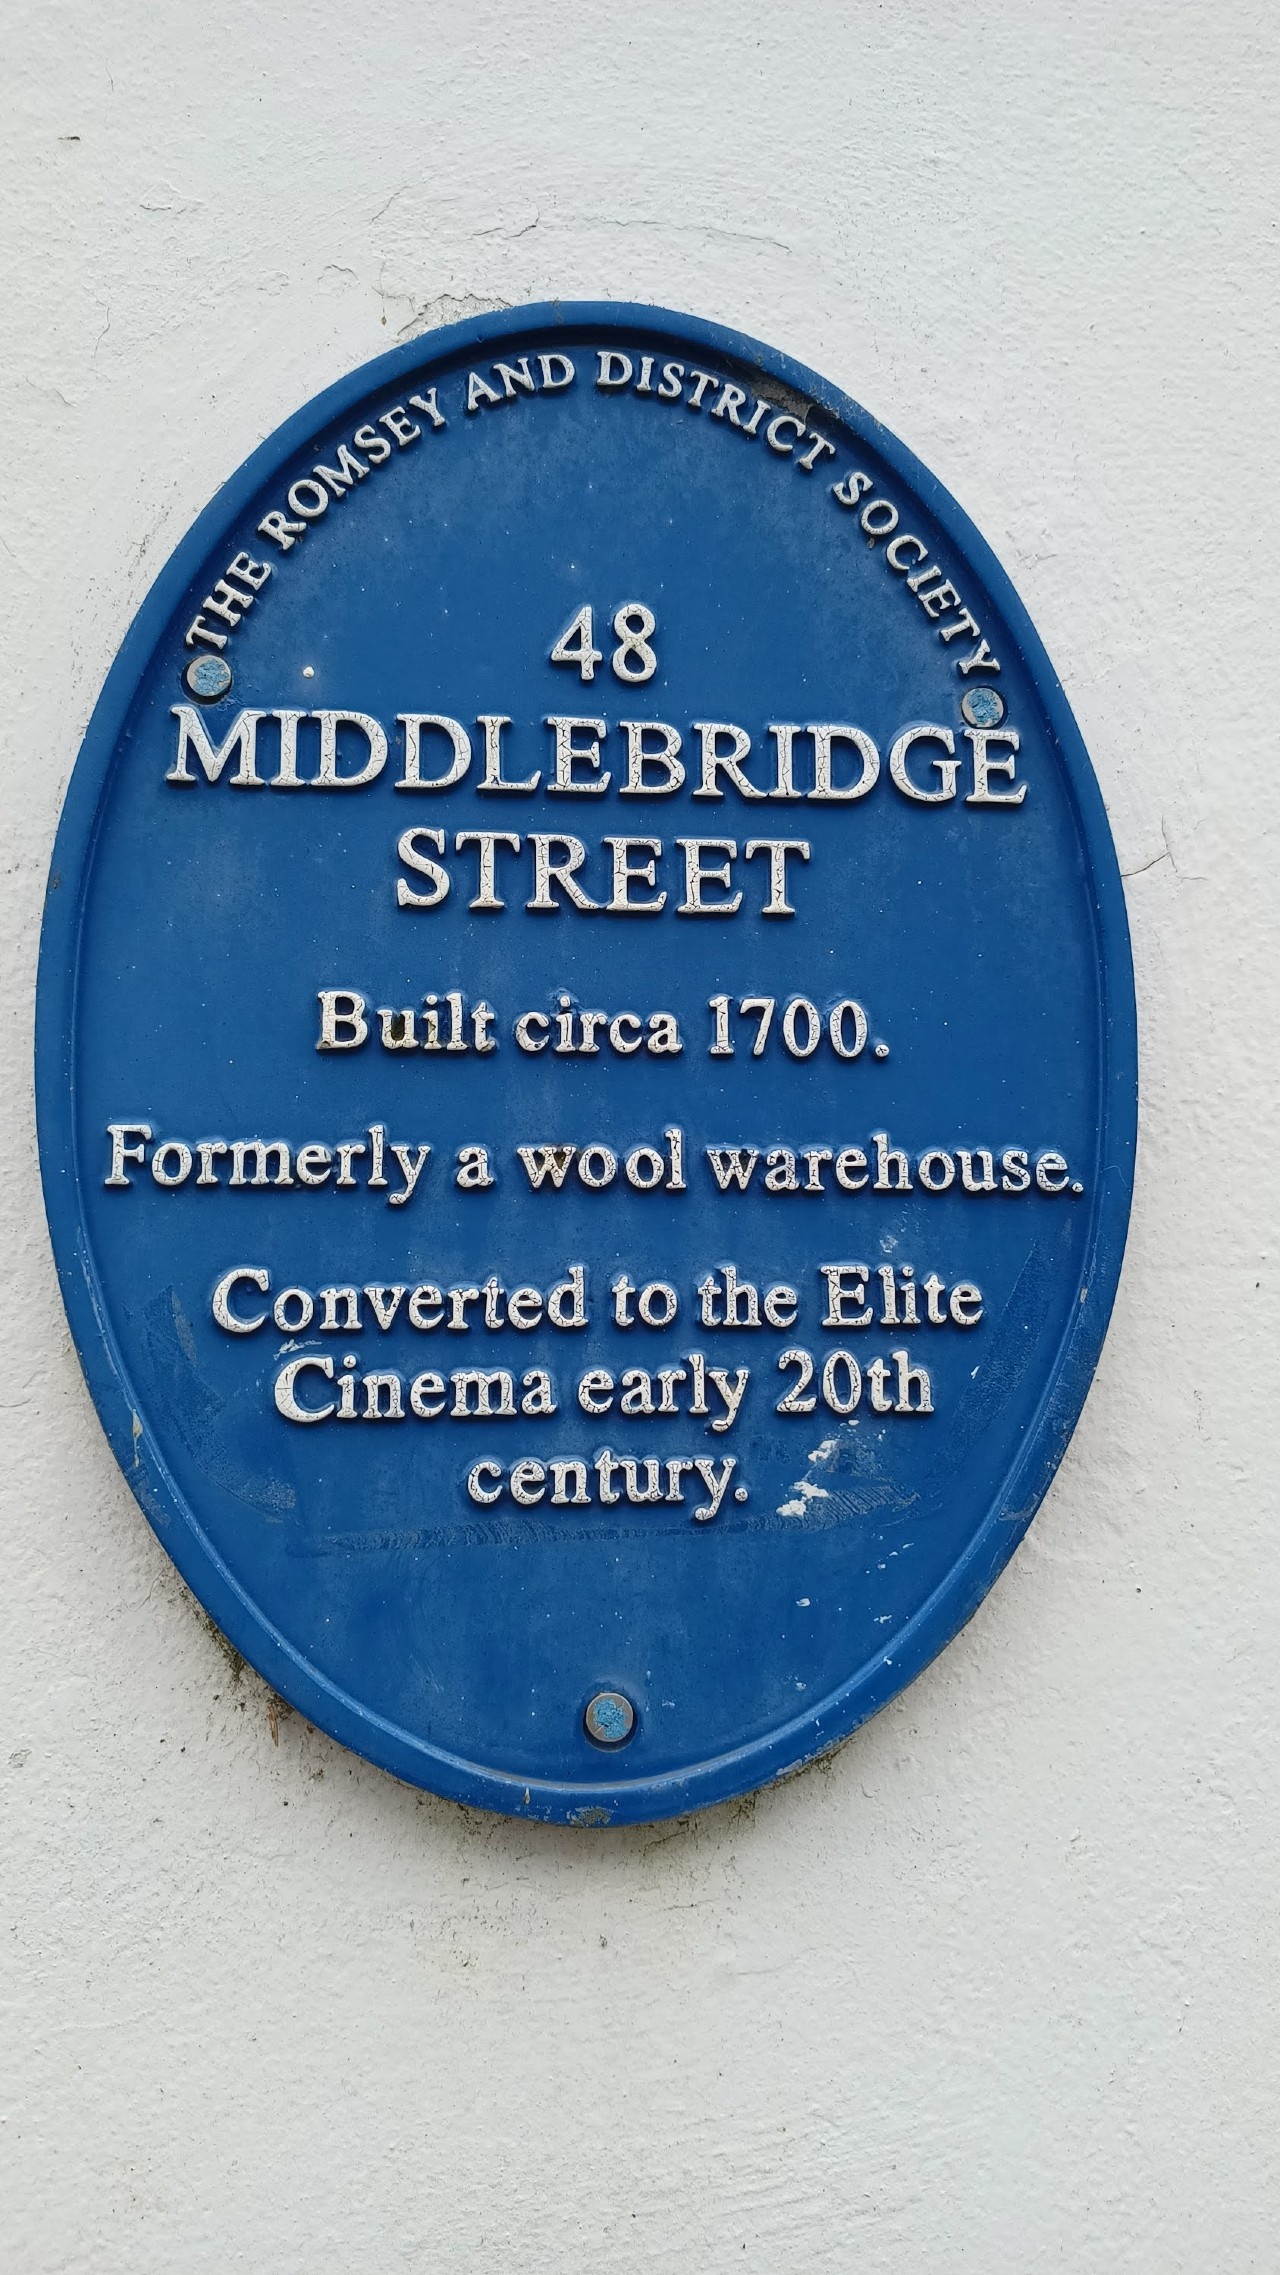 THE ROMSEY AND DISTRICT SOCIETY
48
MIDDLEBRIDGE
STREET
Built circa 1700.
Formerly a wool warehouse.
Converted to the Elite
Cinema early 20th
century.